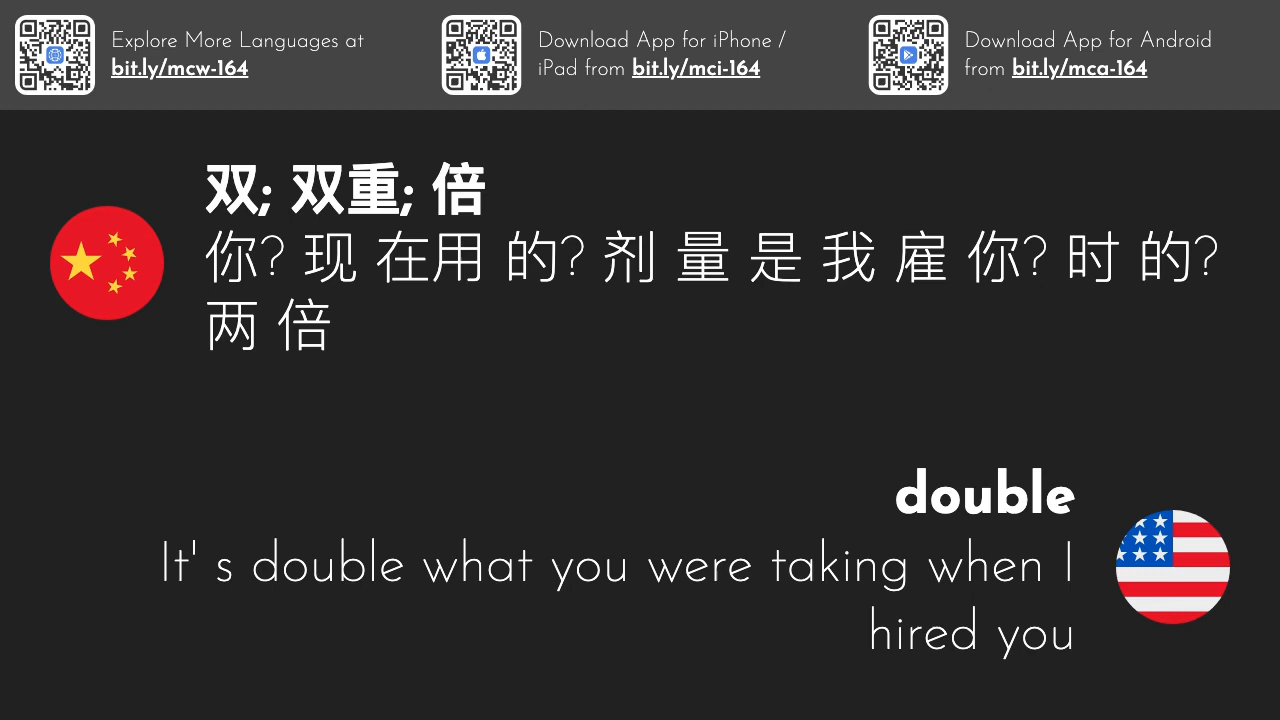 Explore More Languages at
bit.ly/mcw-164
Download App for iPhone /
iPad from bit.ly/mci-164
Download App for Android
from bit.ly/mca-164
双; 双重; 倍
你? 现 在用 的? 剂 量 是 我 雇 你? 时 的?
两 倍
double
It' s double what you were taking when I
hired you